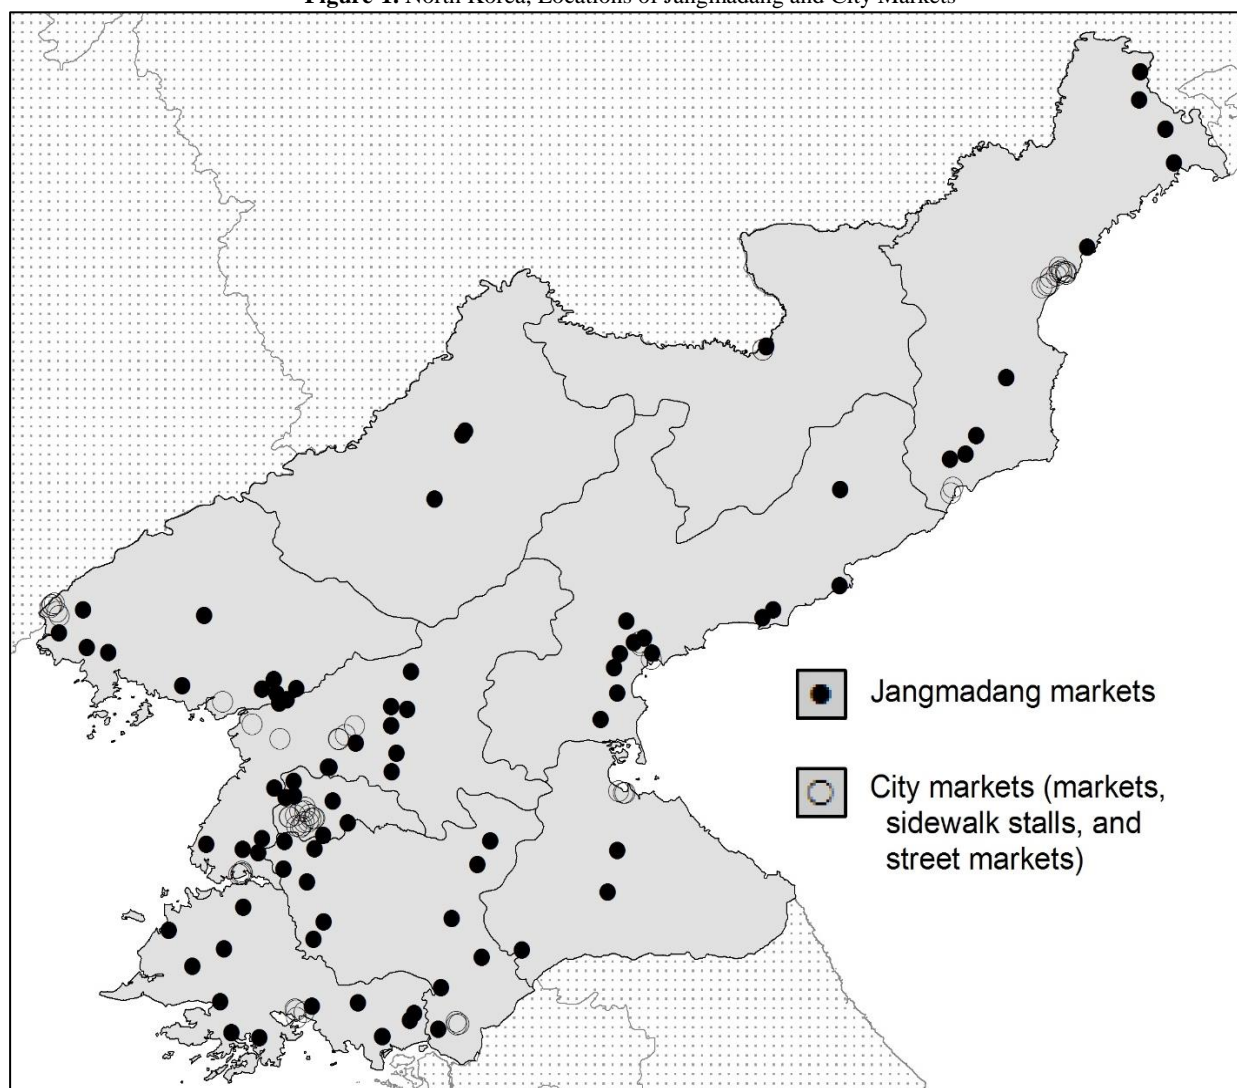 Figure 1. North Korea, Locations of Jangmadang and City Markets
Jangmadang markets
City markets (markets,
sidewalk stalls, and
street markets)